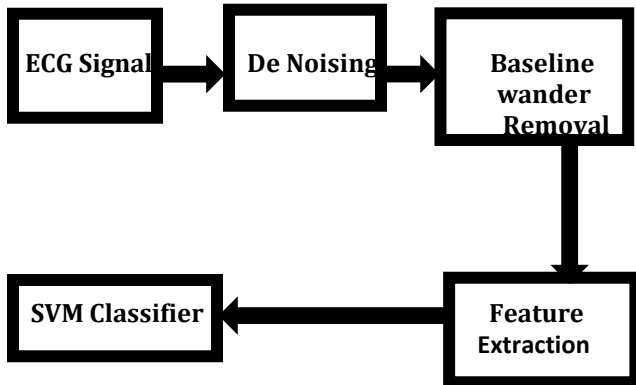 ECG Signal
De Noising
Baseline
wander
Removal
Feature
Extraction
SVM Classifier